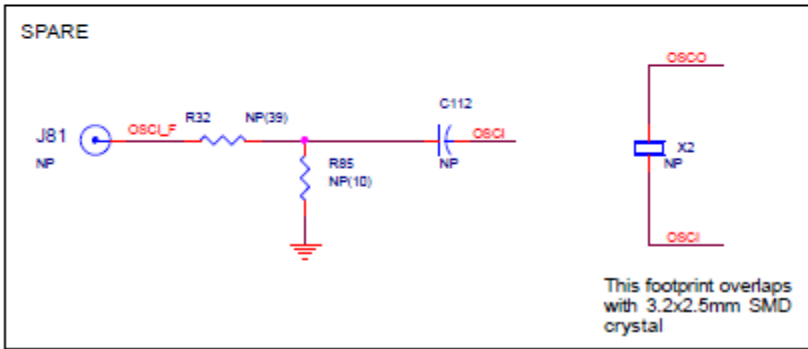 SPARE
J81
NP
OSCI_F
R32
NP(39)
R85
NP(10)
C112
NP
OSCI
OSCO
X2
NP
OSCI
This footprint overlaps
with 3.2x2.5mm SMD
crystal